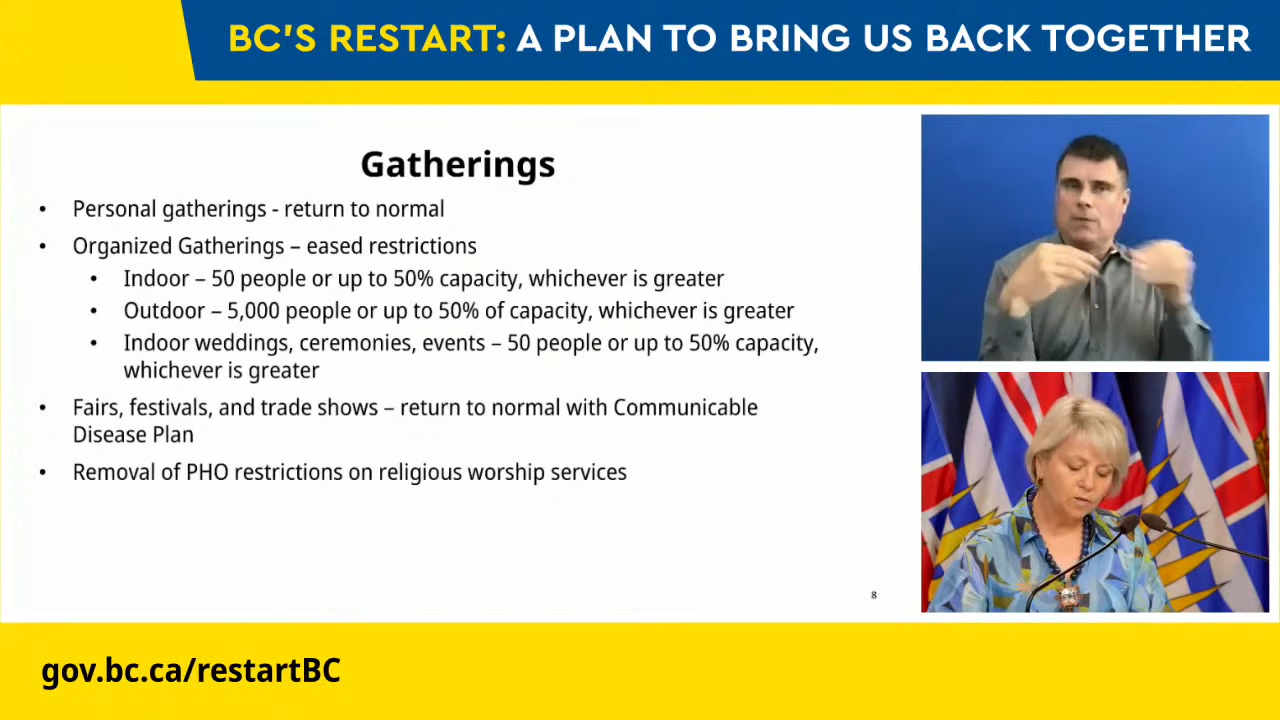 BC'S RESTART: A PLAN TO BRING US BACK TOGETHER
Gatherings
• Personal gatherings - return to normal
• Organized Gatherings – eased restrictions
• Indoor – 50 people or up to 50% capacity, whichever is greater
• Outdoor – 5,000 people or up to 50% of capacity, whichever is greater
• Indoor weddings, ceremonies, events – 50 people or up to 50% capacity,
whichever is greater
• Fairs, festivals, and trade shows – return to normal with Communicable
Disease Plan
• Removal of PHO restrictions on religious worship services
8
gov.bc.ca/restartBC